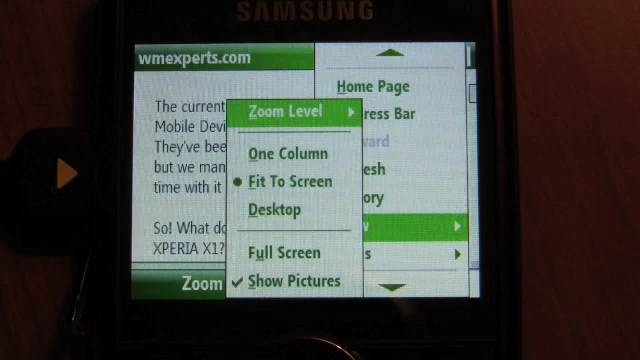 SAMSUNG
wmexperts.com
Home Page
ress Bar
ward
esh
ory
w
s
Zoom Level
One Column
Fit To Screen
Desktop
Full Screen
Show Pictures
The current
Mobile Devi
They've bee
but we man
time with it
So! What do
XPERIA X1?
Zoom